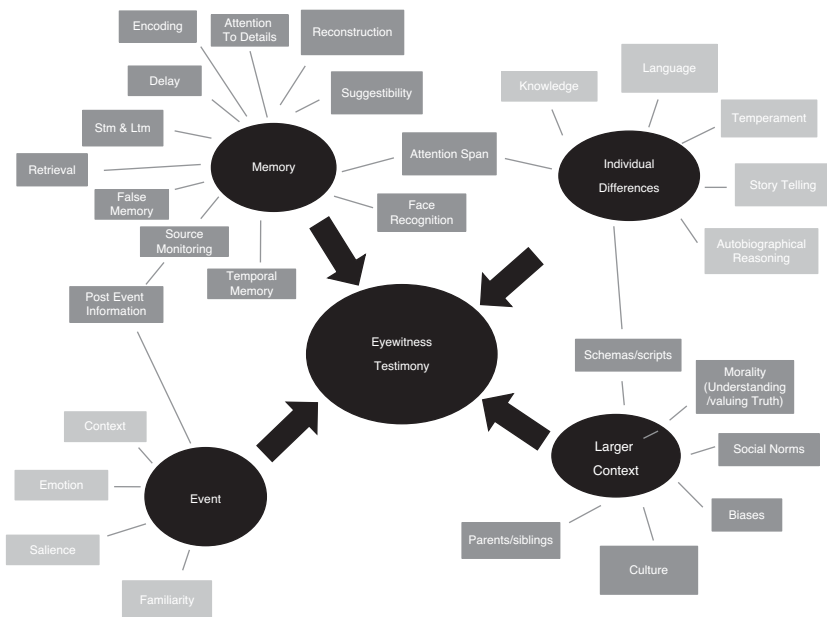 Encoding
Attention
To Details
Reconstruction
Delay
Suggestibility
Stm & Ltm
Retrieval
Memory
Attention Span
False
Memory
Face
Recognition
Source
Monitoring
Temporal
Memory
Post Event
Information
Knowledge
Language
Temperament
Individual
Differences
Story Telling
Autobiographical
Reasoning
Eyewitness
Testimony
Schemas/scripts
Morality
(Understanding
/valuing Truth)
Larger
Context
Social Norms
Biases
Parents/siblings
Culture
Context
Emotion
Event
Salience
Familiarity